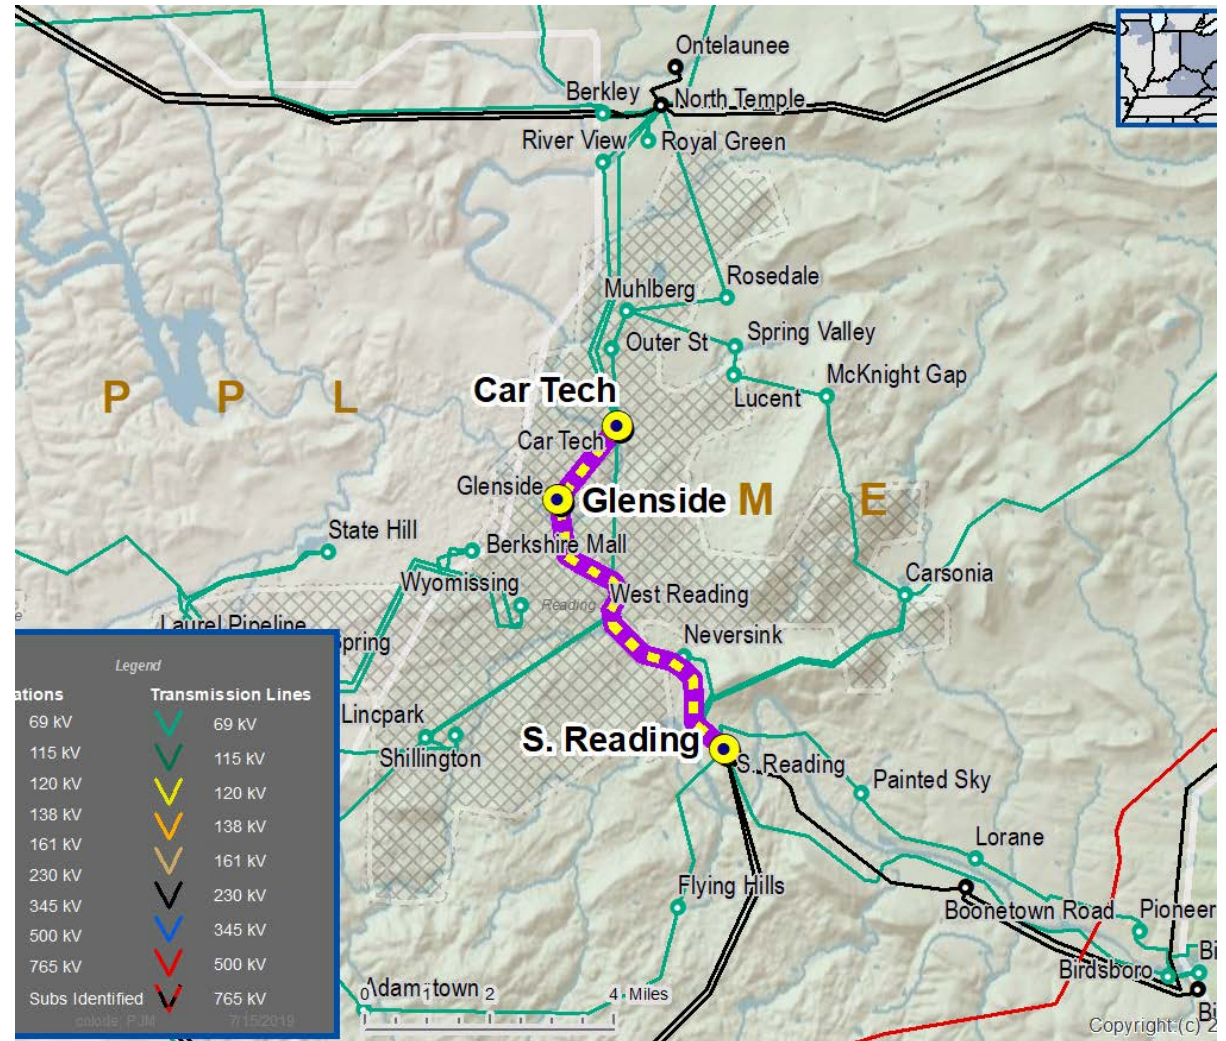 Ontelaunee
Berkley
North Temple
River View
Royal Green
Rosedale
Muhlberg
Spring Valley
Outer St
McKnight Gap
Lucent
P P L
Car Tech
Car Tech
Glenside
Glenside
M E
State Hill
Berkshire Mall
Wyomissing
Carsonia
West Reading
Reading
Laurel Pipeline
Neversink
Spring
Lincpark
Shillington
S. Reading
S. Reading
Painted Sky
Lorane
Flying Hills
Boonetown Road
Pioneer
Birdsboro
Bi
Bi
Adamstown
0 1 2 4 Miles
Copyright:(c) 2
Legend
ations Transmission Lines
69 kV 69 kV
115 kV 115 kV
120 kV 120 kV
138 kV 138 kV
161 kV 161 kV
230 kV 230 kV
345 kV 345 kV
500 kV 500 kV
765 kV 765 kV
Subs Identified
PJM 7/15/2019